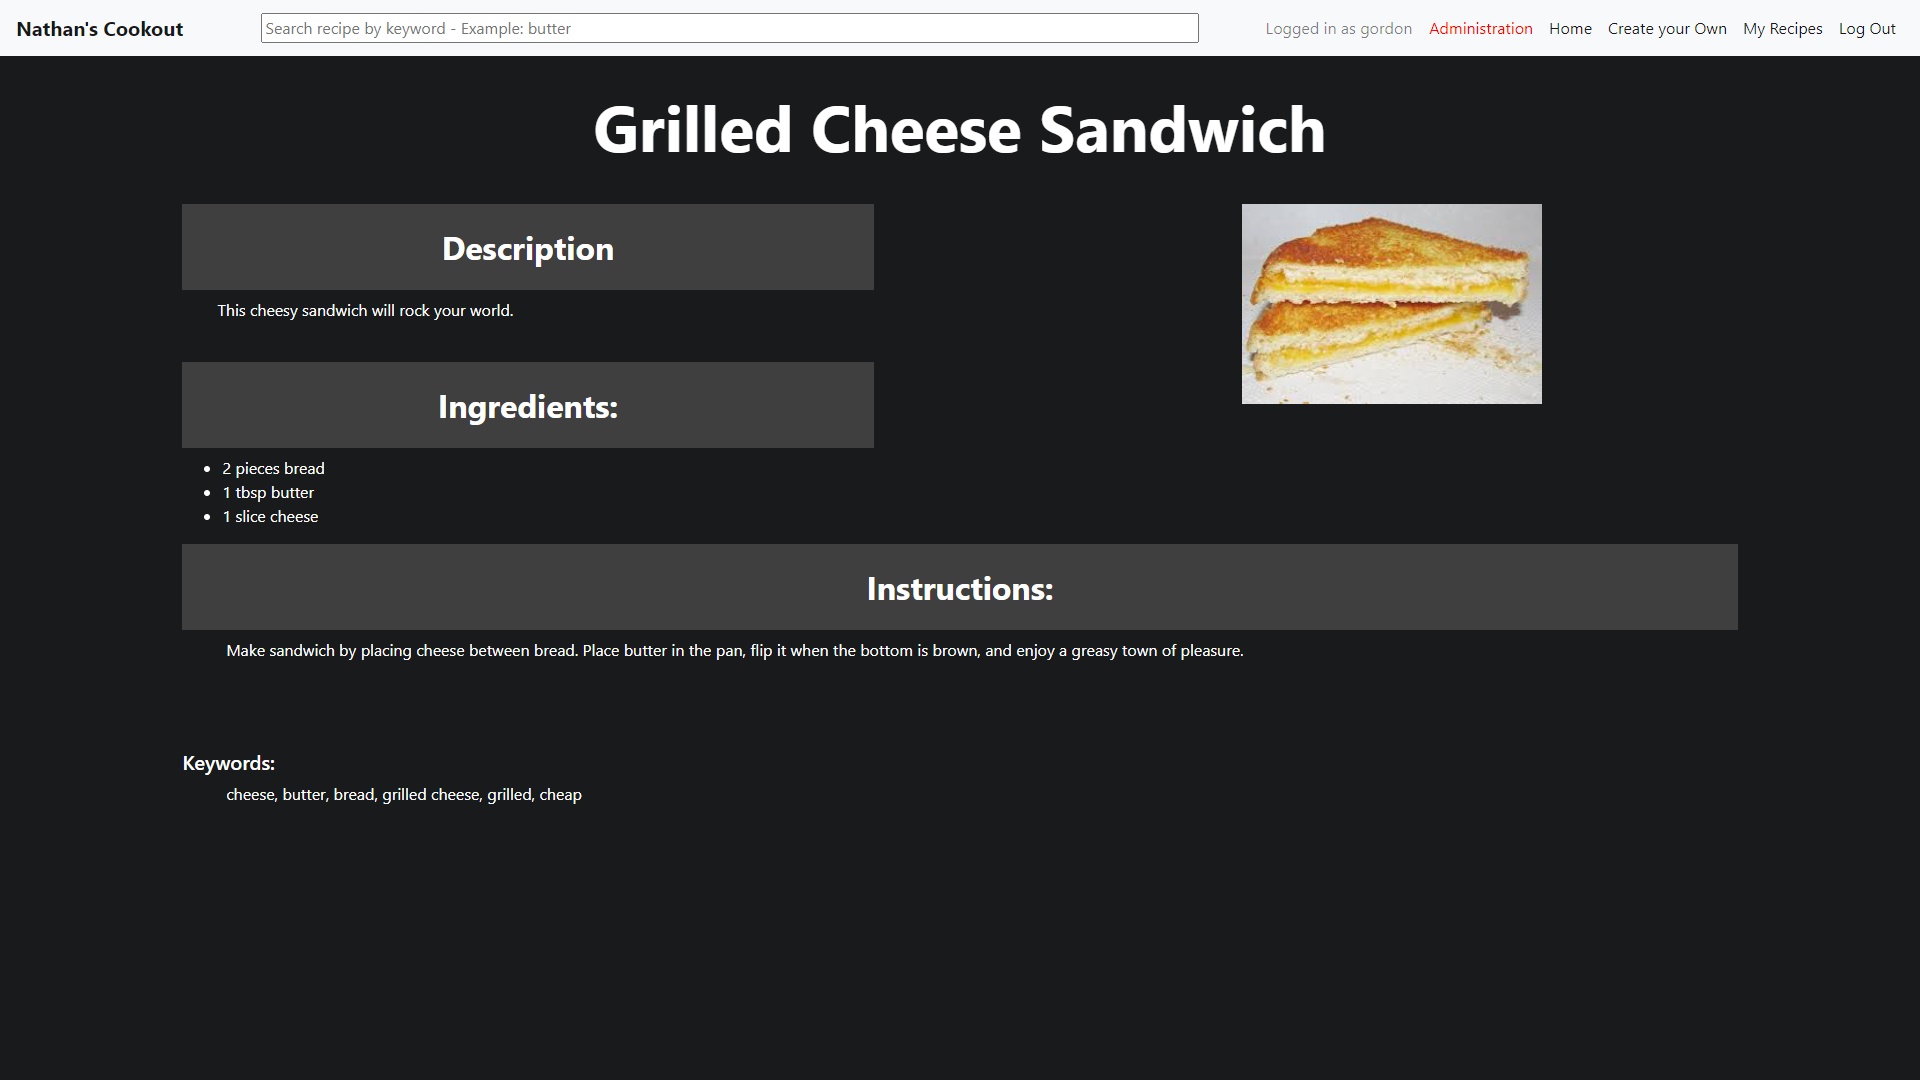 Nathan's Cookout
Search recipe by keyword - Example: butter
Logged in as gordon Administration Home Create your Own My Recipes Log Out
Grilled Cheese Sandwich
Description
This cheesy sandwich will rock your world.
Ingredients:
• 2 pieces bread
• 1 tbsp butter
• 1 slice cheese
Instructions:
Make sandwich by placing cheese between bread. Place butter in the pan, flip it when the bottom is brown, and enjoy a greasy town of pleasure.
Keywords:
cheese, butter, bread, grilled cheese, grilled, cheap